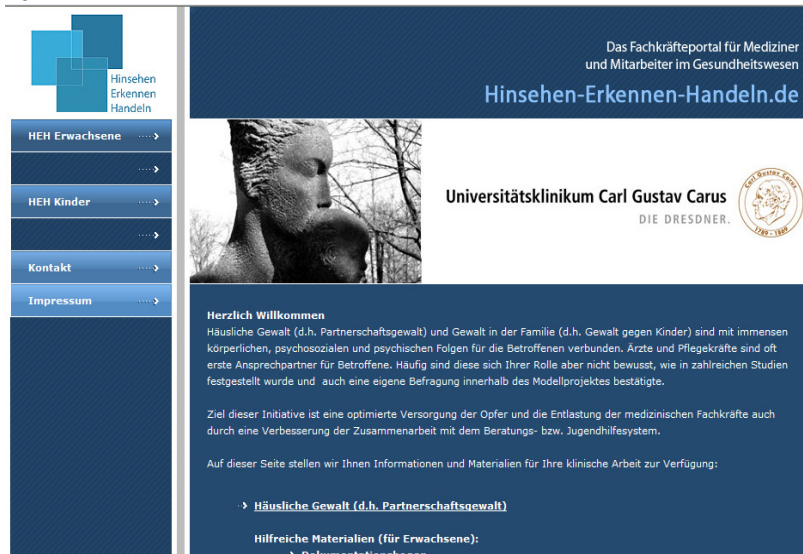 Hinsehen
Erkennen
Handeln
Das Fachkräfteportal für Mediziner
und Mitarbeiter im Gesundheitswesen
Hinsehen-Erkennen-Handeln.de
HEH Erwachsene
HEH Kinder
Kontakt
Impressum
Universitätsklinikum Carl Gustav Carus
DIE DRESDNER.
Carl Gustav Carus
1789 - 1869
Herzlich Willkommen
Häusliche Gewalt (d.h. Partnerschaftsgewalt) und Gewalt in der Familie (d.h. Gewalt gegen Kinder) sind mit immensen
körperlichen, psychosozialen und psychischen Folgen für die Betroffenen verbunden. Ärzte und Pflegekräfte sind oft
erste Ansprechpartner für Betroffene. Häufig sind diese sich Ihrer Rolle aber nicht bewusst, wie in zahlreichen Studien
festgestellt wurde und auch eine eigene Befragung innerhalb des Modellprojektes bestätigte.
Ziel dieser Initiative ist eine optimierte Versorgung der Opfer und die Entlastung der medizinischen Fachkräfte auch
durch eine Verbesserung der Zusammenarbeit mit dem Beratungs- bzw. Jugendhilfesystem.
Auf dieser Seite stellen wir Ihnen Informationen und Materialien für Ihre klinische Arbeit zur Verfügung:
Häusliche Gewalt (d.h. Partnerschaftsgewalt)
Hilfreiche Materialien (für Erwachsene):
Dokumentationsbogen